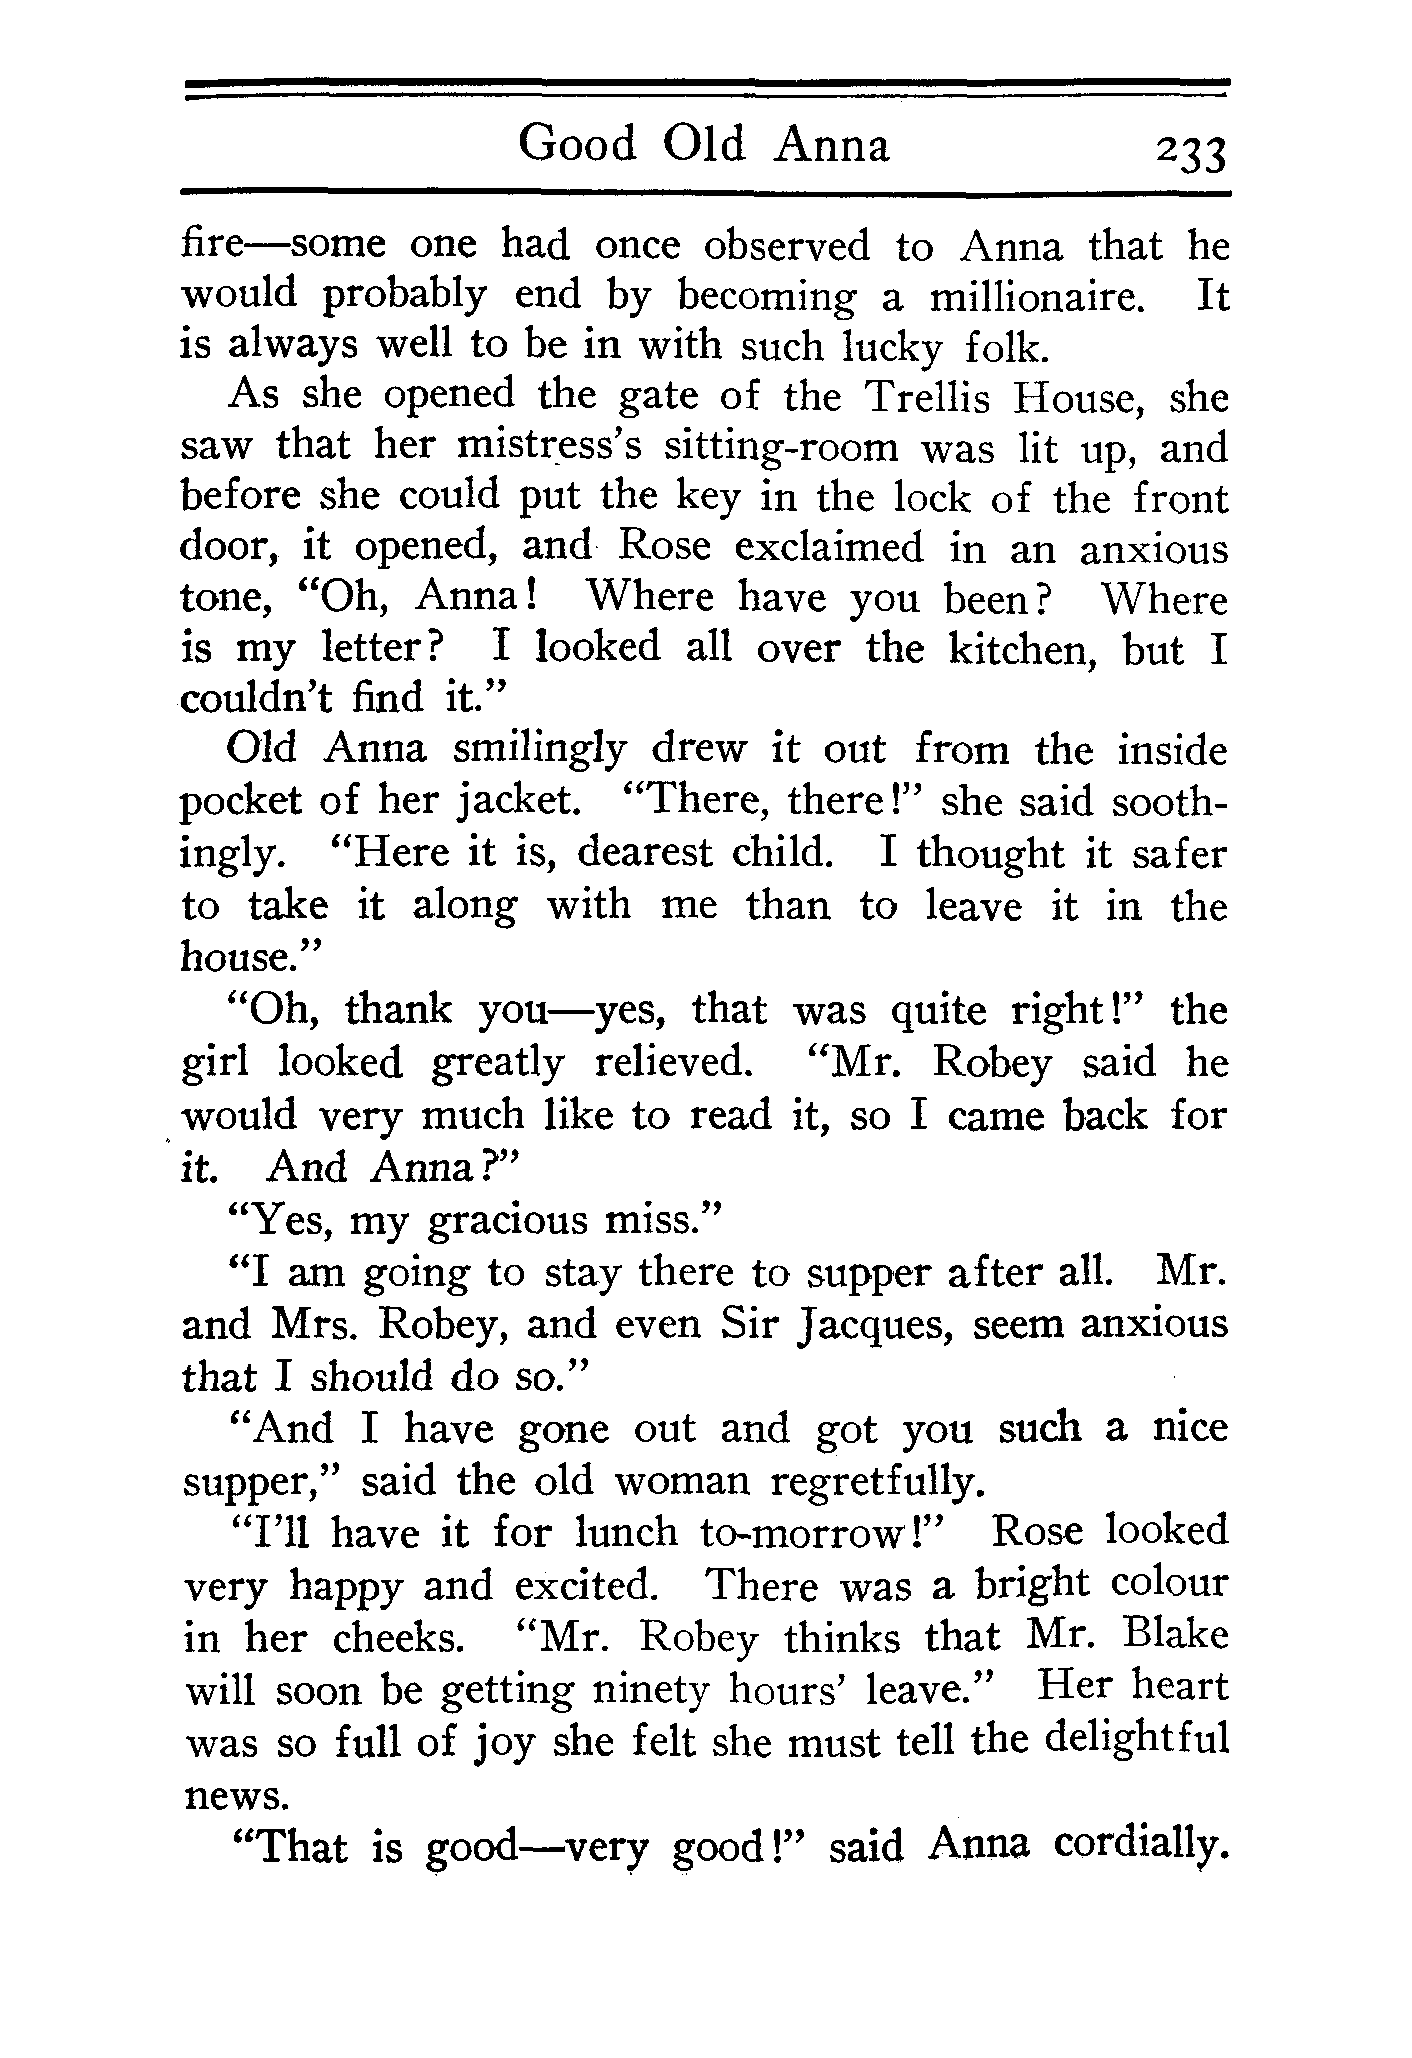 Good Old Anna 233
fire—some one had once observed to Anna that he
would probably end by becoming a millionaire. It
is always well to be in with such lucky folk.
As she opened the gate of the Trellis House, she
saw that her mistress's sitting-room was lit up, and
before she could put the key in the lock of the front
door, it opened, and Rose exclaimed in an anxious
tone, “Oh, Anna! Where have you been? Where
is my letter? I looked all over the kitchen, but I
couldn't find it.”
Old Anna smilingly drew it out from the inside
pocket of her jacket. “There, there!” she said sooth-
ingly. “Here it is, dearest child. I thought it safer
to take it along with me than to leave it in the
house.”
“Oh, thank you—yes, that was quite right!” the
girl looked greatly relieved. “Mr. Robey said he
would very much like to read it, so I came back for
it. And Anna?”
“Yes, my gracious miss.”
“I am going to stay there to supper after all. Mr.
and Mrs. Robey, and even Sir Jacques, seem anxious
that I should do so.”
“And I have gone out and got you such a nice
supper,” said the old woman regretfully.
“I'll have it for lunch to-morrow!” Rose looked
very happy and excited. There was a bright colour
in her cheeks. “Mr. Robey thinks that Mr. Blake
will soon be getting ninety hours' leave.” Her heart
was so full of joy she felt she must tell the delightful
news.
“That is good—very good!” said Anna cordially.